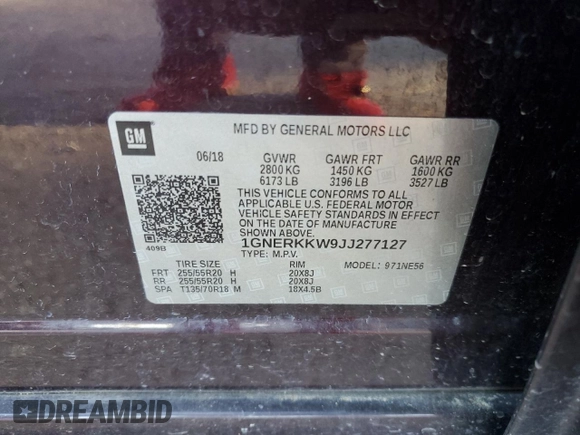 GM
MFD BY GENERAL MOTORS LLC
06/18 GVWR GAWR FRT GAWR RR
2800 KG 1450 KG 1600 KG
6173 LB 3196 LB 3527 LB
THIS VEHICLE CONFORMS TO ALL
APPLICABLE U.S. FEDERAL MOTOR
VEHICLE SAFETY STANDARDS IN EFFECT
ON THE DATE OF MANUFACTURE
SHOWN ABOVE.
409B
1GNERKKW9JJ277127
TYPE: M.P.V. MODEL: 971NE56
TIRE SIZE RIM
FRT 255/55R20 H 20X8J
RR 255/55R20 H 20X8J
SPA T135/70R18 M 18X4.5B
DREAMBID